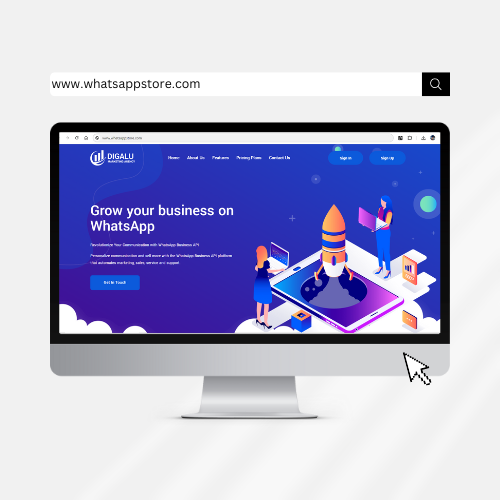 www.whatsappstore.com
www.whatsappstore.com
DIGALU
MARKETING AGENCY
Home About Us Features Pricing Plans Contact Us Sign In Sign Up
Grow your business on
WhatsApp
Revolutionize Your Communication with WhatsApp Business API
Personalize communication and sell more with the WhatsApp Business API platform
that automates marketing, sales, service and support
Get In Touch